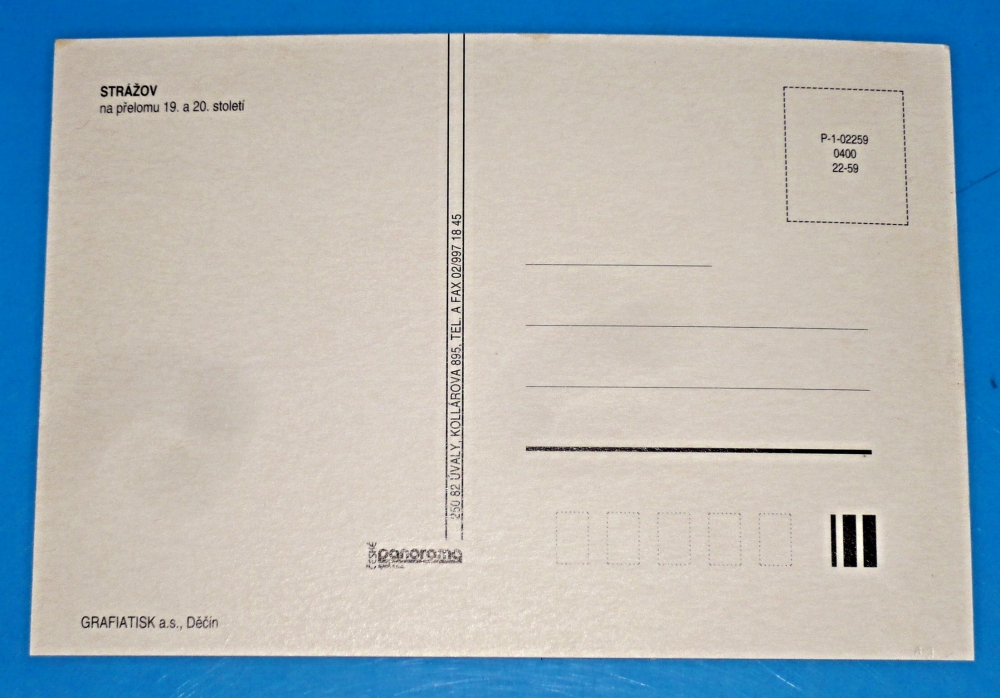 STRÁŽOV
na přelomu 19. a 20. století
P-1-02259
0400
22-59
250 82 ÚVALY, KOLLÁROVA 895, TEL. A FAX 02/997 18 45
ČESKÉ
panorama
GRAFIATISK a.s., Děčín